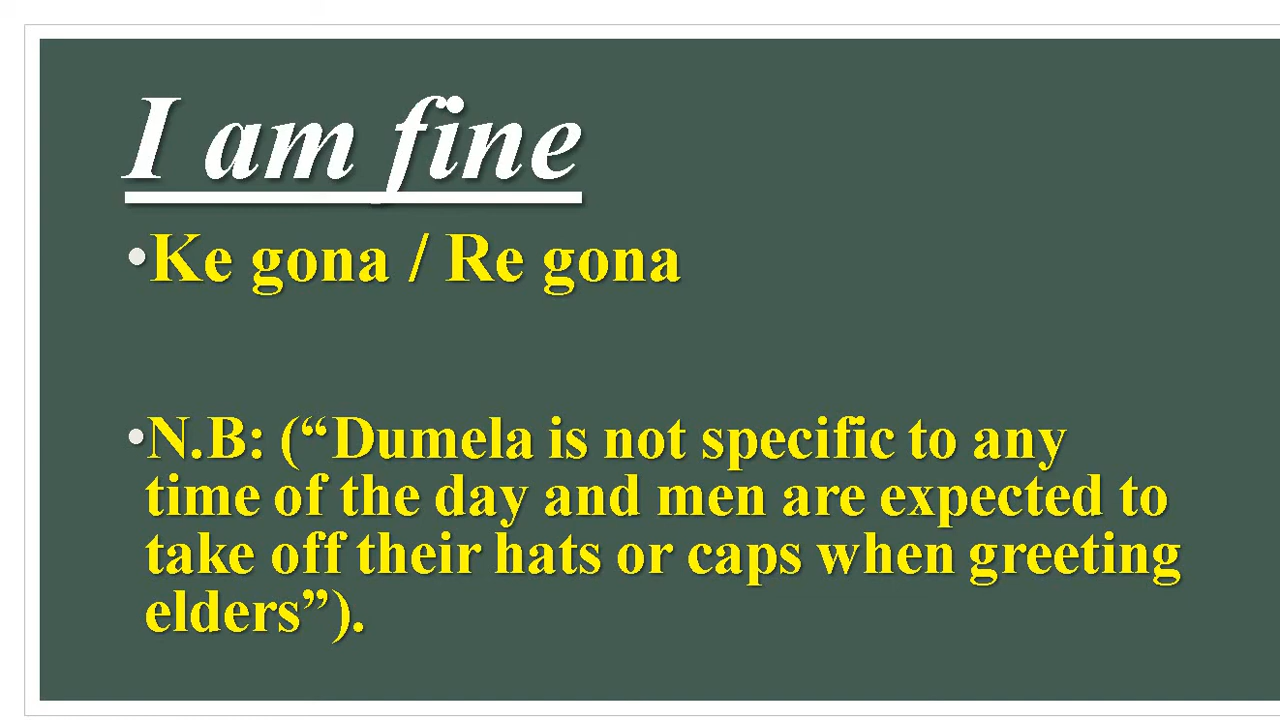 I am fine
•Ke gona / Re gona
•N.B: (“Dumela is not specific to any
time of the day and men are expected to
take off their hats or caps when greeting
elders”).